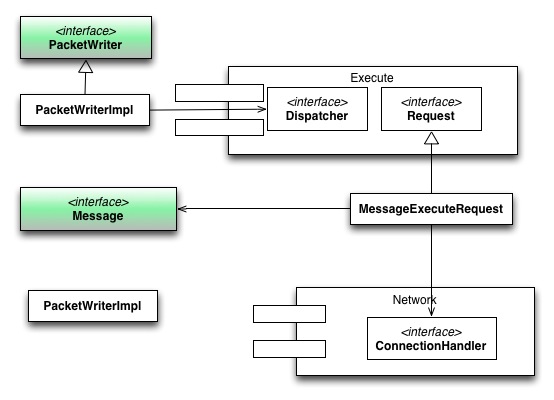 <interface>
PacketWriter
Execute
PacketWriterImpl
<interface>
Dispatcher
<interface>
Request
<interface>
Message
MessageExecuteRequest
PacketWriterImpl
Network
<interface>
ConnectionHandler